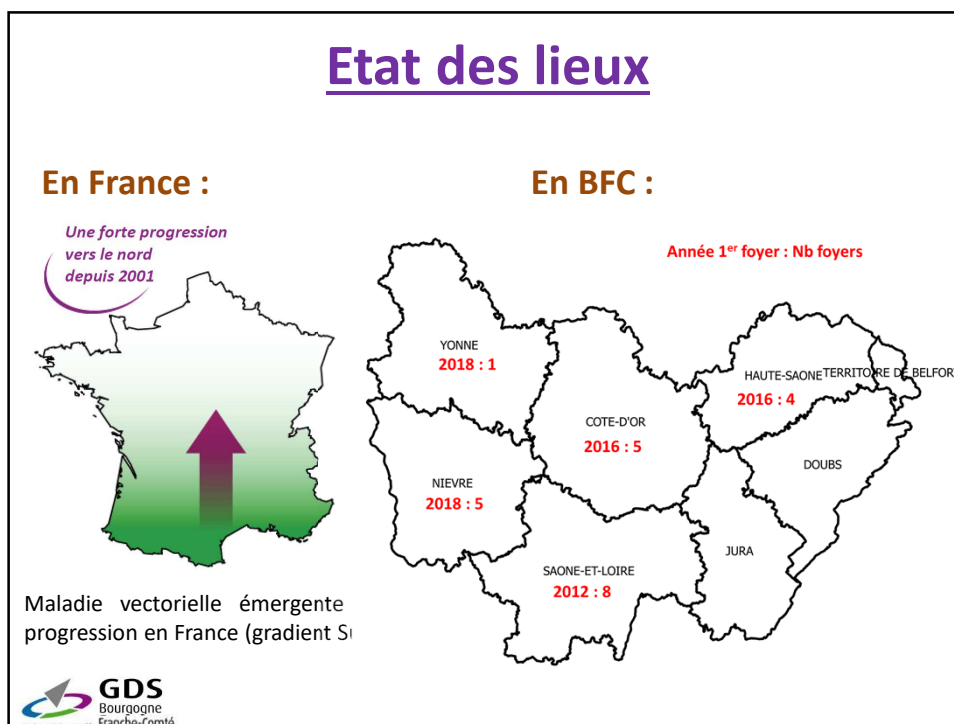 Etat des lieux
En France :
En BFC :
Une forte progression
vers le nord
depuis 2001
Année 1er foyer : Nb foyers
YONNE
2018 : 1
HAUTE-SAONE
TERRITOIRE DE BELFORT
2016 : 4
COTE-D'OR
2016 : 5
DOUBS
NIEVRE
2018 : 5
JURA
SAONE-ET-LOIRE
2012 : 8
Maladie vectorielle émergente
progression en France (gradient
GDS
Bourgogne
Franche-Comté